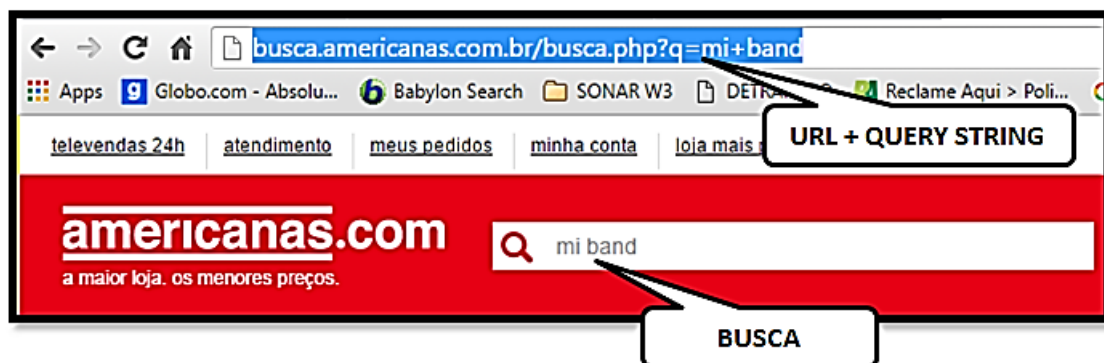 busca.americanas.com.br/busca.php?q=mi+band
Apps Globo.com - Absolu... Babylon Search SONAR W3 Reclame Aqui > Poli...
URL + QUERY STRING
televendas 24h atendimento meus pedidos minha conta loja mais
americanas.com
a maior loja. os menores preços.
mi band
BUSCA